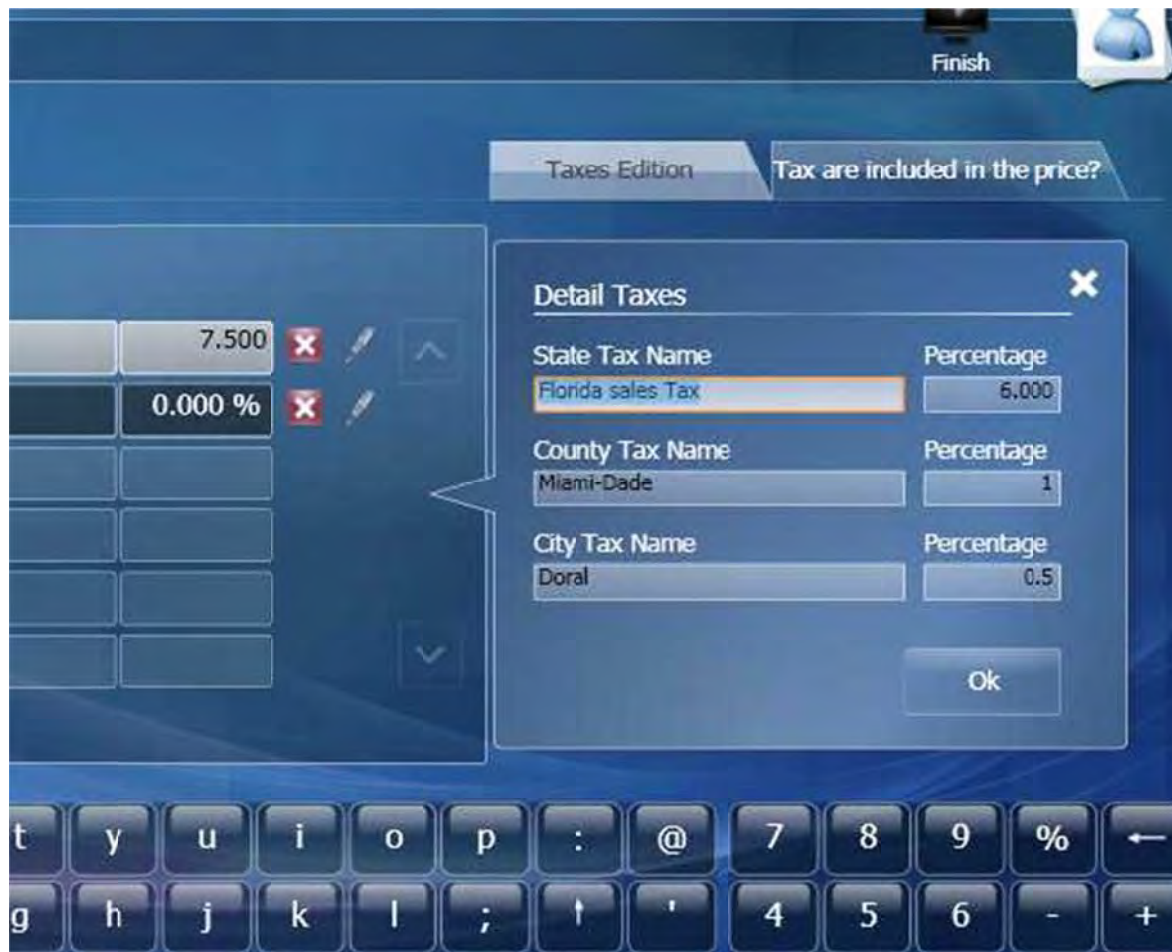 Finish
Taxes Edition
Tax are included in the price?
7.500
0.000 %
Detail Taxes
State Tax Name Percentage
Florida sales Tax 6.000
County Tax Name Percentage
Miami-Dade 1
City Tax Name Percentage
Doral 0.5
Ok
t y u i o p : @ 7 8 9 % ←
g h j k l ; ↑ ' 4 5 6 - +